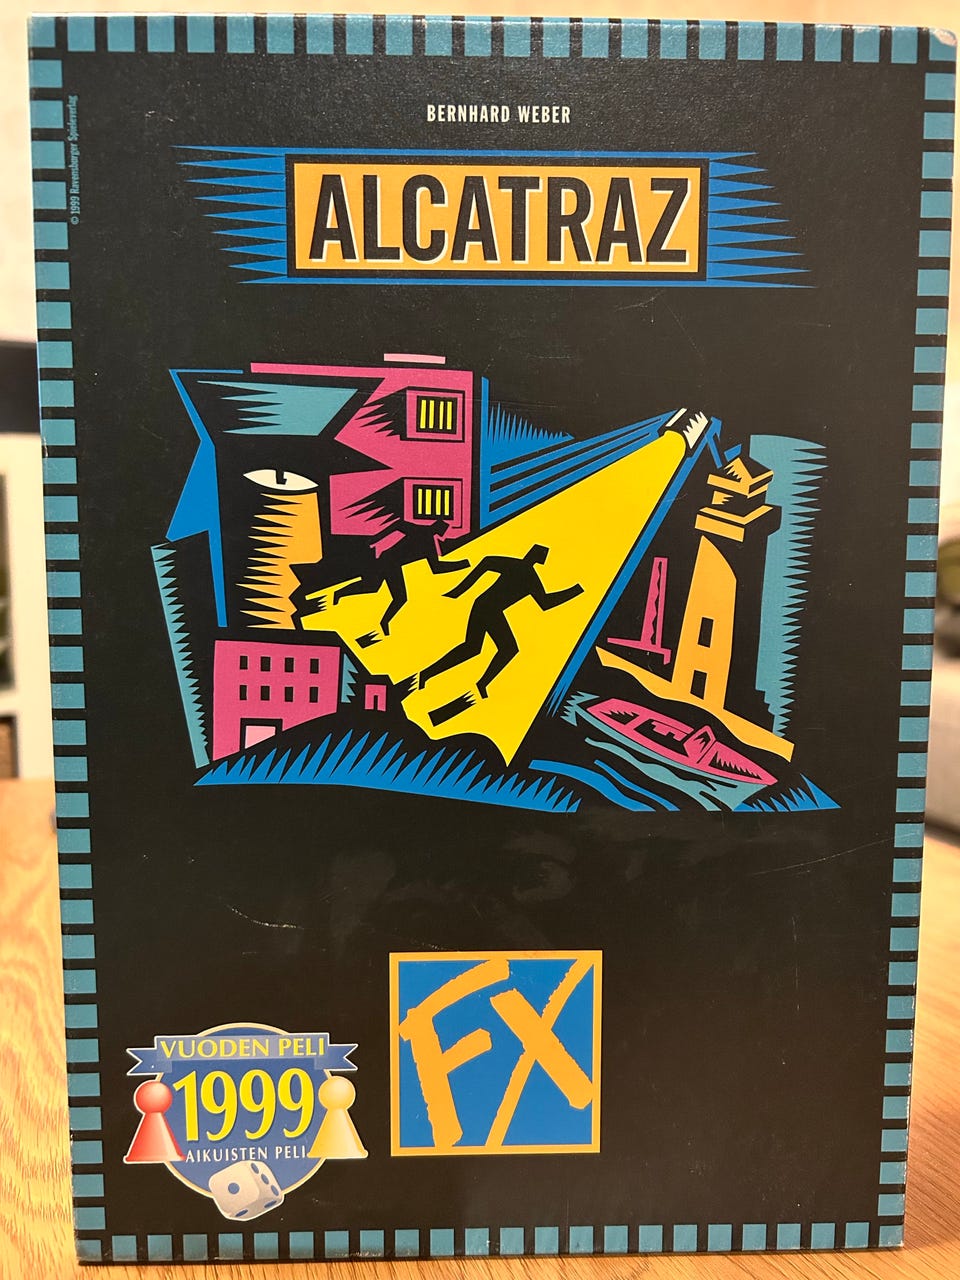 BERNHARD WEBER
ALCATRAZ
© 1999 Ravensburger Spieleverlag
FX
VUODEN PELI
1999
AIKUISTEN PELI